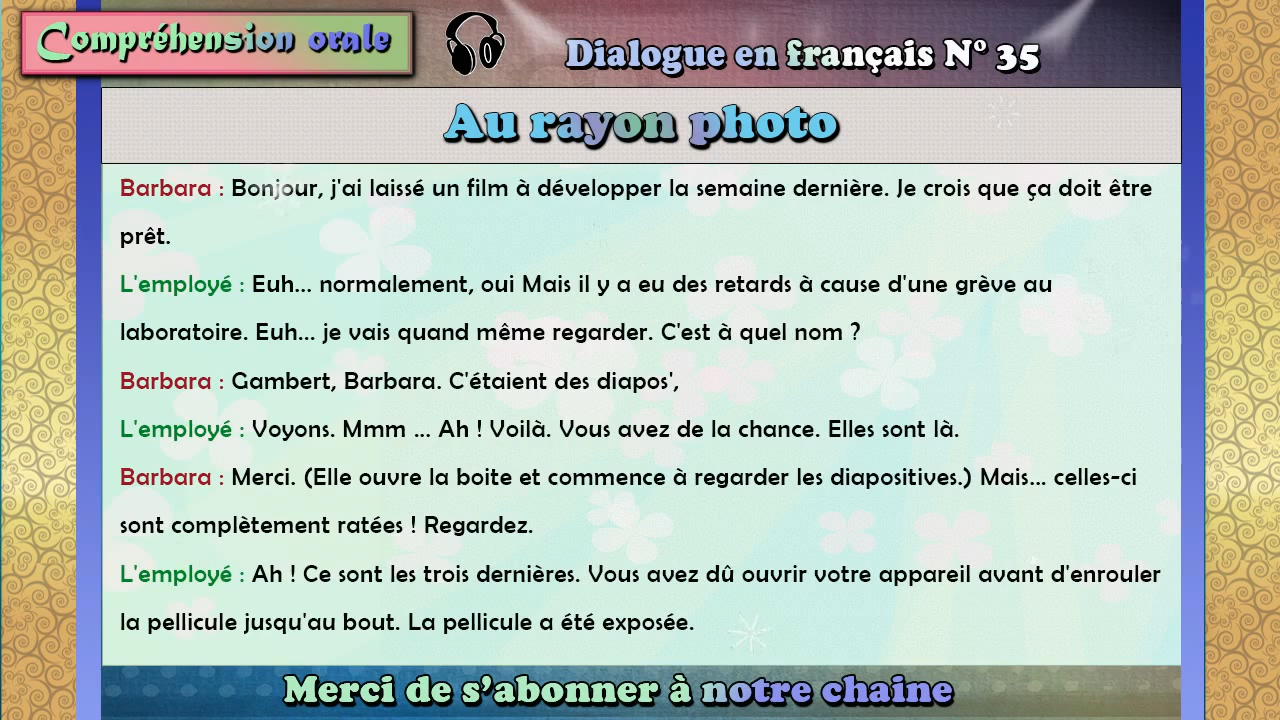 Compréhension orale
Dialogue en français N° 35
Au rayon photo
Barbara : Bonjour, j'ai laissé un film à développer la semaine dernière. Je crois que ça doit être
prêt.
L'employé : Euh... normalement, oui Mais il y a eu des retards à cause d'une grève au
laboratoire. Euh... je vais quand même regarder. C'est à quel nom ?
Barbara : Gambert, Barbara. C'étaient des diapos',
L'employé : Voyons. Mmm ... Ah ! Voilà. Vous avez de la chance. Elles sont là.
Barbara : Merci. (Elle ouvre la boite et commence à regarder les diapositives.) Mais... celles-ci
sont complètement ratées ! Regardez.
L'employé : Ah ! Ce sont les trois dernières. Vous avez dû ouvrir votre appareil avant d'enrouler
la pellicule jusqu'au bout. La pellicule a été exposée.
Merci de s'abonner à notre chaine